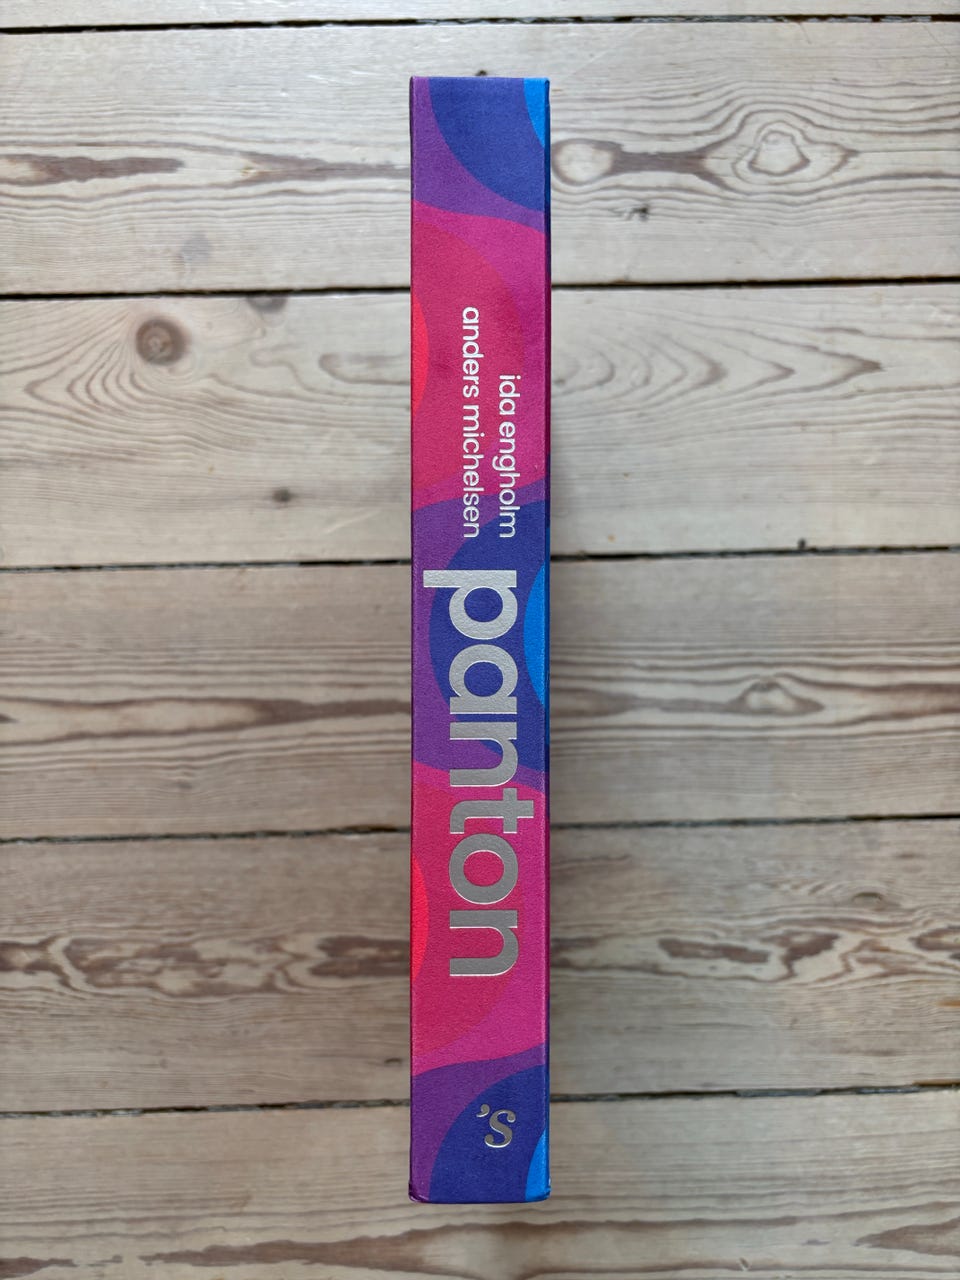 ida engholm
anders michelsen
panton
's